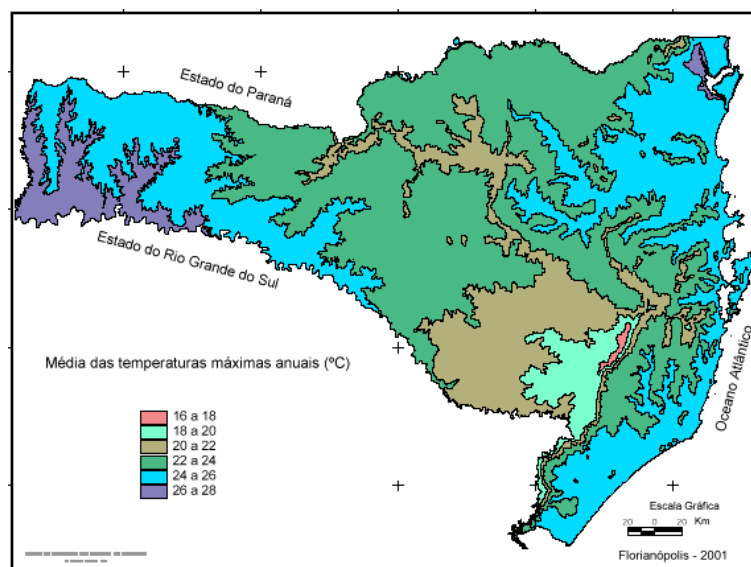 Estado do Paraná
Estado do Rio Grande do Sul
Oceano Atlântico
Média das temperaturas máximas anuais (ºC)
16 a 18
18 a 20
20 a 22
22 a 24
24 a 26
26 a 28
Escala Gráfica
20 0 20 Km
Florianópolis - 2001